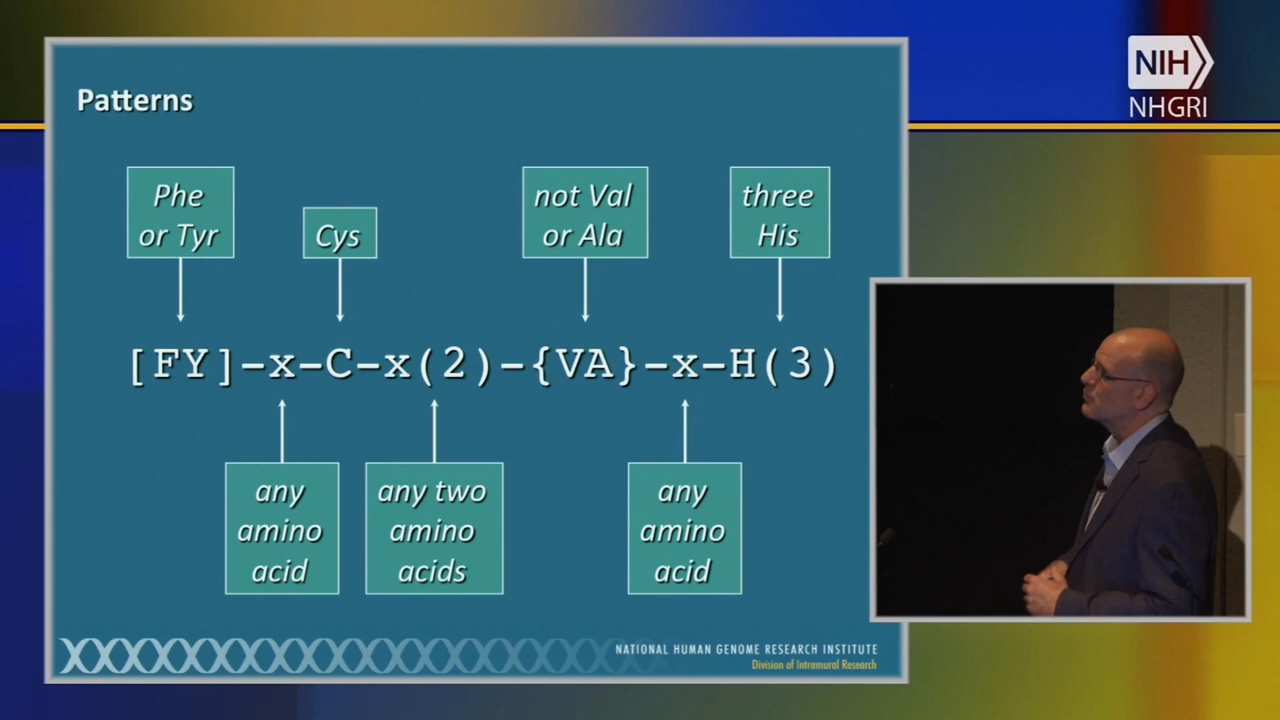 NIH
NHGRI
Patterns
Phe
or Tyr
Cys
not Val
or Ala
three
His
[FY]-x-C-x(2)-{VA}-x-H(3)
any
amino
acid
any two
amino
acids
any
amino
acid
NATIONAL HUMAN GENOME RESEARCH INSTITUTE
Division of Intramural Research